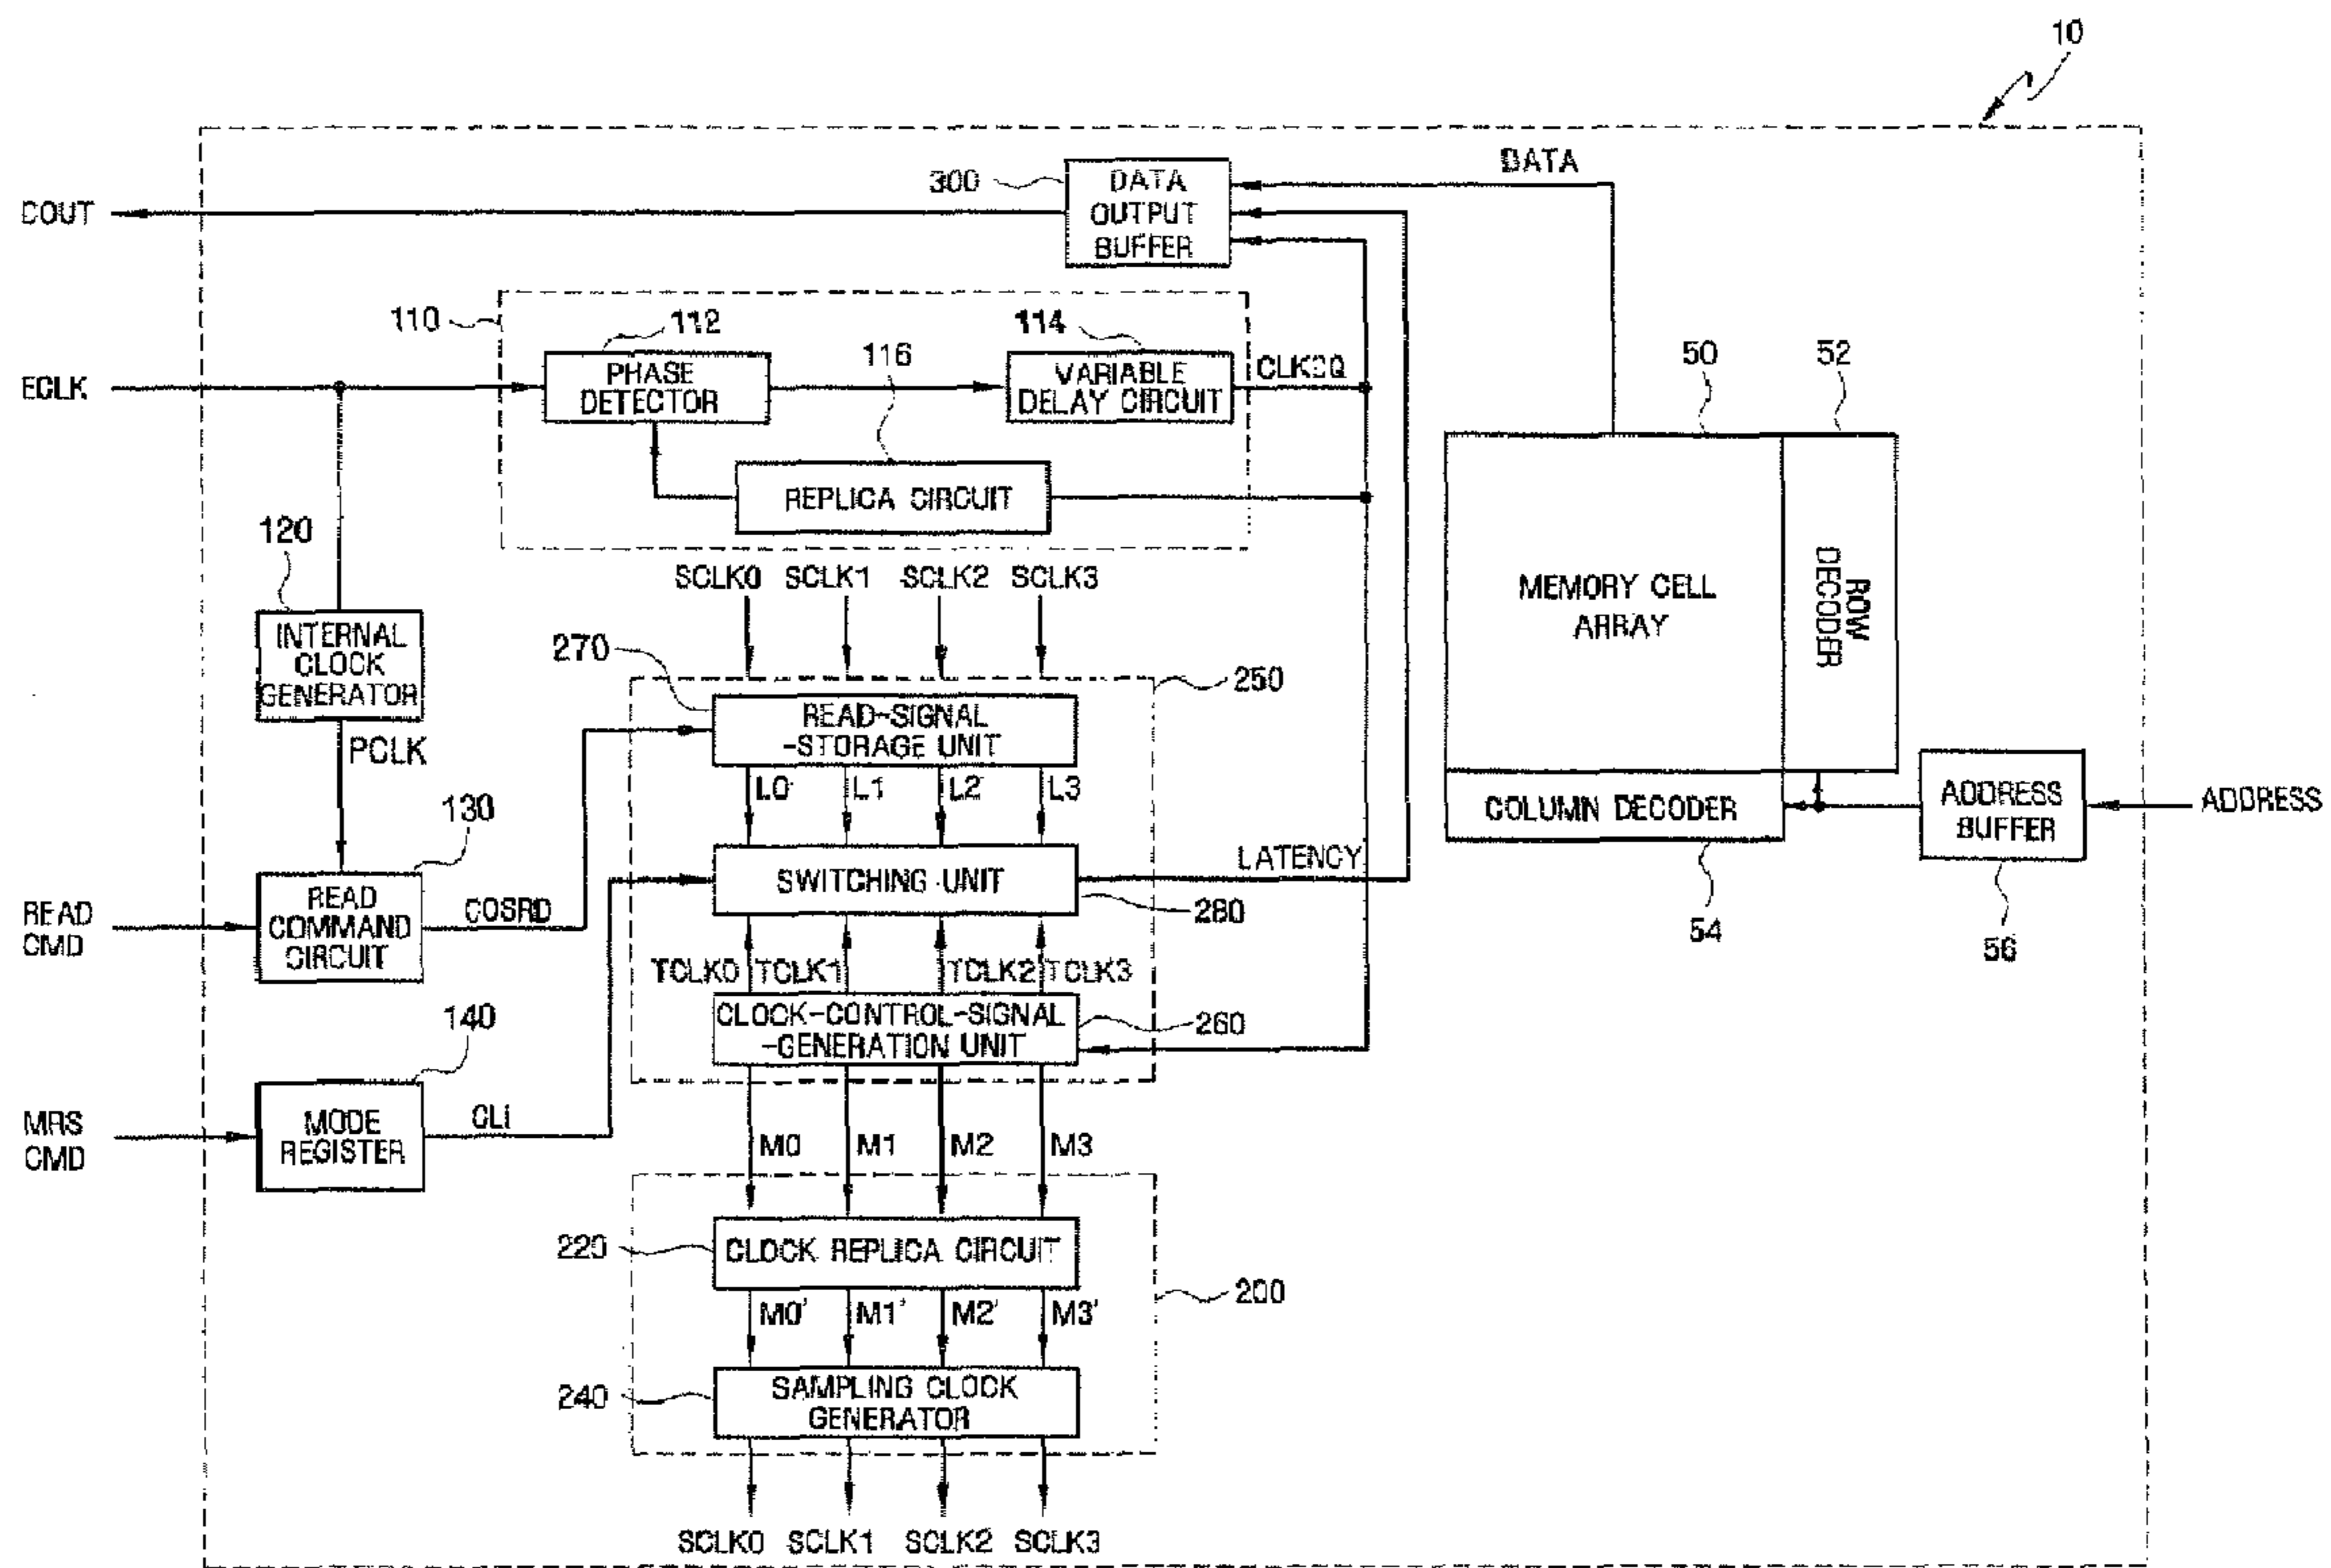 10
DATA
300
DATA
OUTPUT
BUFFER
DOUT
110
112
116
114
50
52
ECLK
PHASE
DETECTOR
VARIABLE
DELAY CIRCUIT
CLKDQ
REPLICA CIRCUIT
120
SCLK0 SCLK1 SCLK2 SCLK3
MEMORY CELL
ARRAY
ROW
DECODER
INTERNAL
CLOCK
GENERATOR
270
250
READ-SIGNAL
-STORAGE UNIT
PCLK
L0 L1 L2 L3
130
COLUMN DECODER
ADDRESS
BUFFER
ADDRESS
LATENCY
SWITCHING UNIT
280
READ
CMD
READ
COMMAND
CIRCUIT
COSRD
54
56
TCLK0 TCLK1 TCLK2 TCLK3
140
CLOCK-CONTROL-SIGNAL
-GENERATION UNIT
260
MRS
CMD
MODE
REGISTER
CLi
M0 M1 M2 M3
220
CLOCK REPLICA CIRCUIT
200
M0' M1' M2' M3'
240
SAMPLING CLOCK
GENERATOR
SCLK0 SCLK1 SCLK2 SCLK3